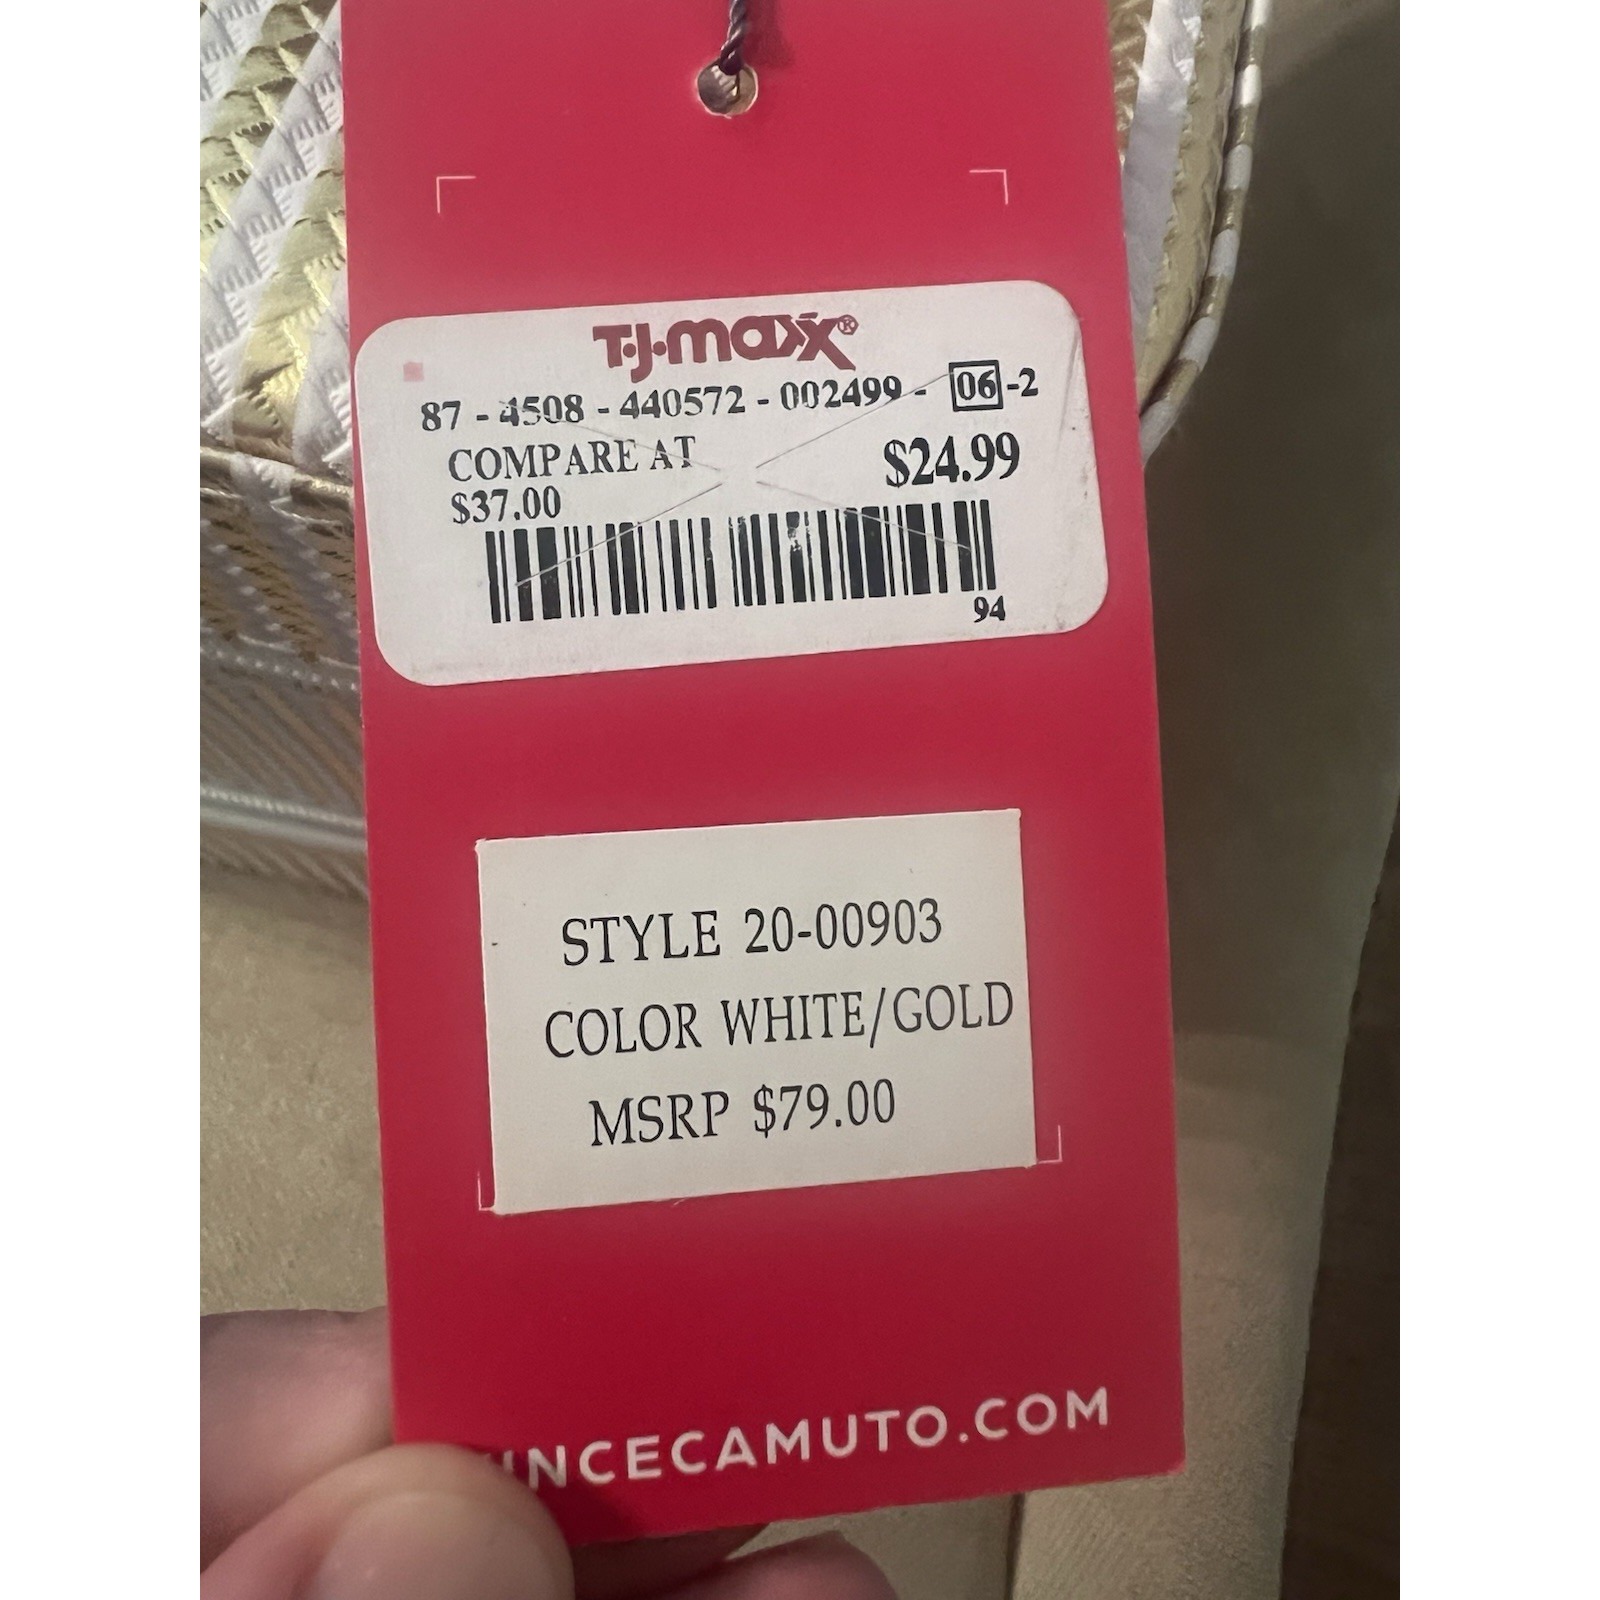 T·J·maxx®
87 - 4508 - 440572 - 002499 - 06 -2
COMPARE AT
$37.00
$24.99
94
STYLE 20-00903
COLOR WHITE/GOLD
MSRP $79.00
INCECAMUTO.COM